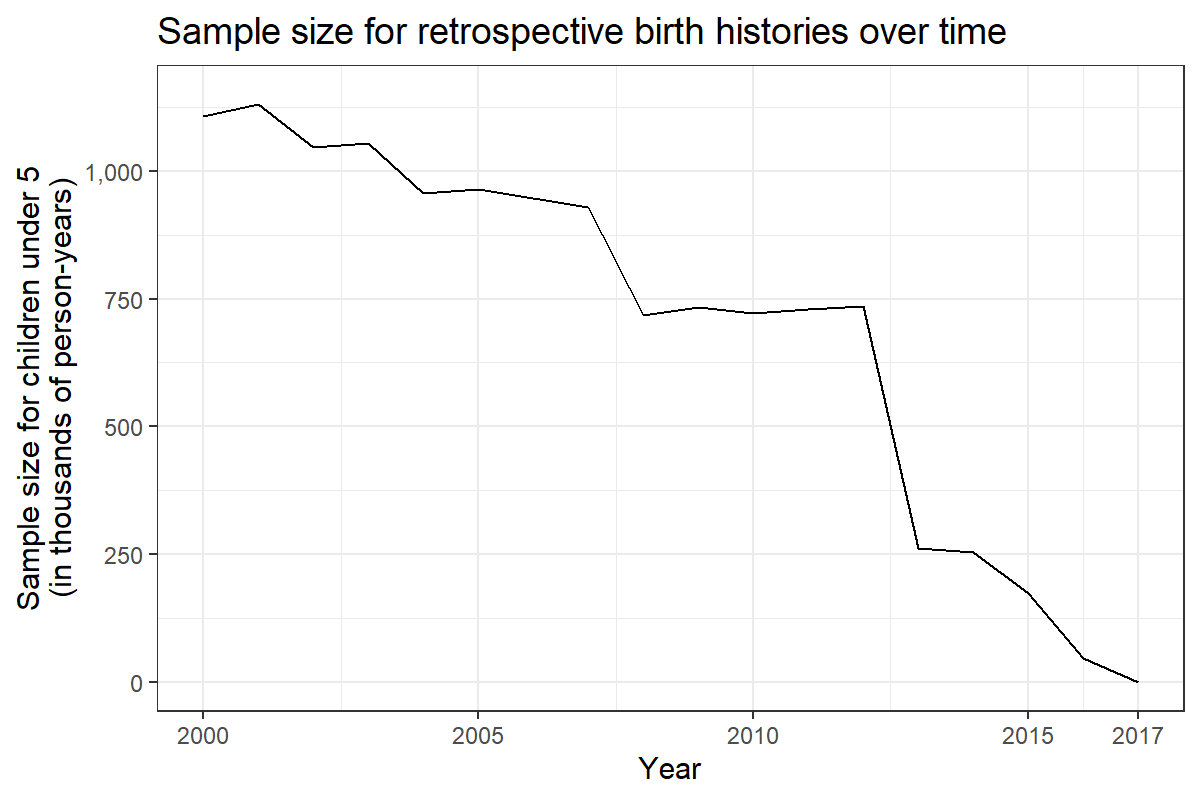 Sample size for retrospective birth histories over time
Sample size for children under 5
(in thousands of person-years)
1,000
750
500
250
0
2000
2005
2010
2015
2017
Year